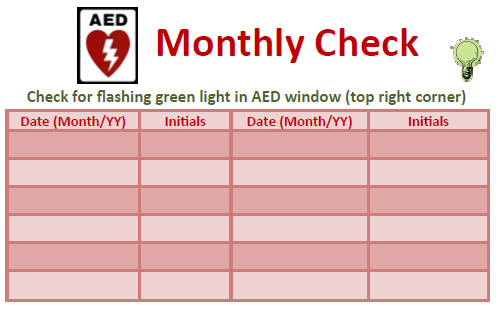 AED
Monthly Check
Check for flashing green light in AED window (top right corner)
Date (Month/YY) Initials Date (Month/YY) Initials